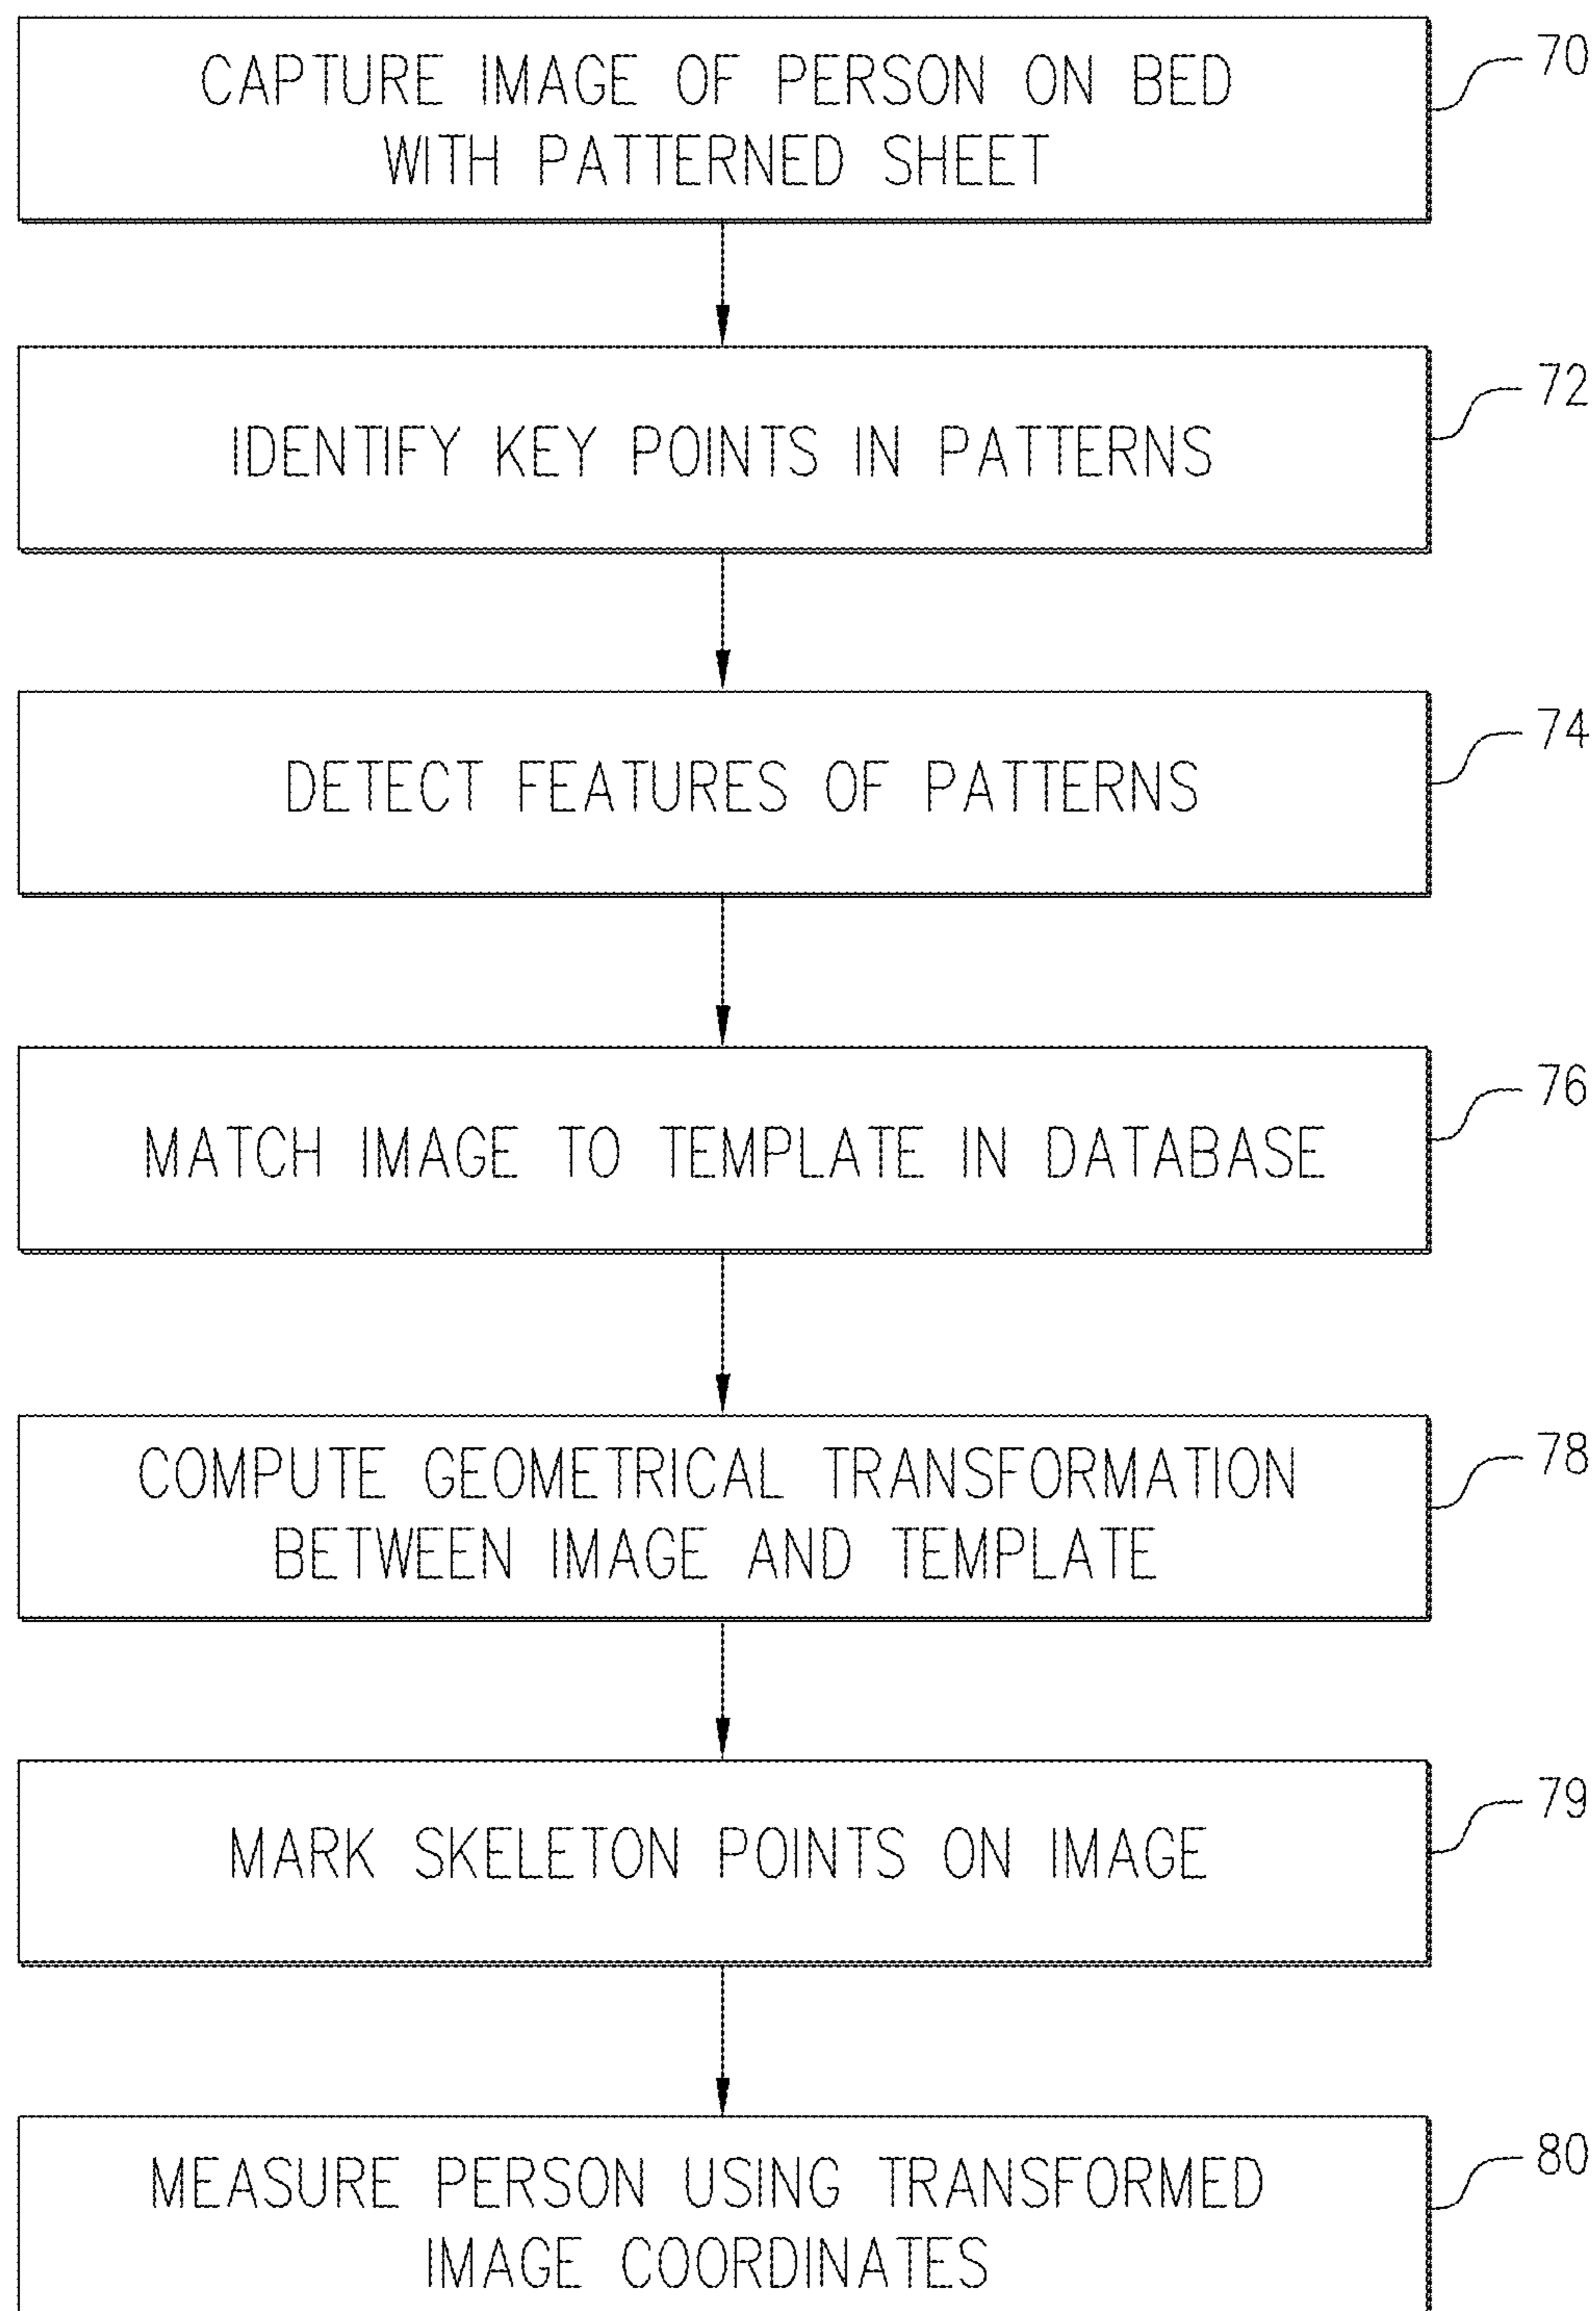 CAPTURE IMAGE OF PERSON ON BED
WITH PATTERNED SHEET
70
IDENTIFY KEY POINTS IN PATTERNS
72
DETECT FEATURES OF PATTERNS
74
MATCH IMAGE TO TEMPLATE IN DATABASE
76
COMPUTE GEOMETRICAL TRANSFORMATION
BETWEEN IMAGE AND TEMPLATE
78
MARK SKELETON POINTS ON IMAGE
79
MEASURE PERSON USING TRANSFORMED
IMAGE COORDINATES
80